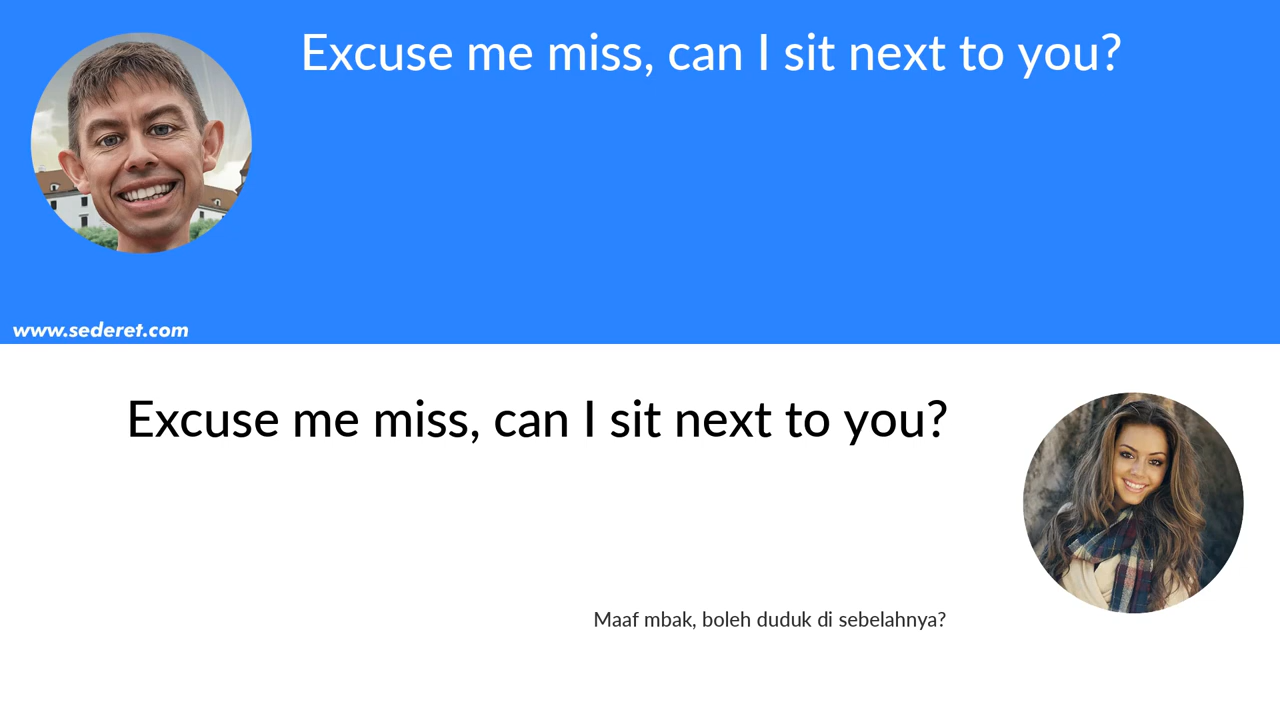 Excuse me miss, can I sit next to you?
www.sederet.com
Excuse me miss, can I sit next to you?
Maaf mbak, boleh duduk di sebelahnya?